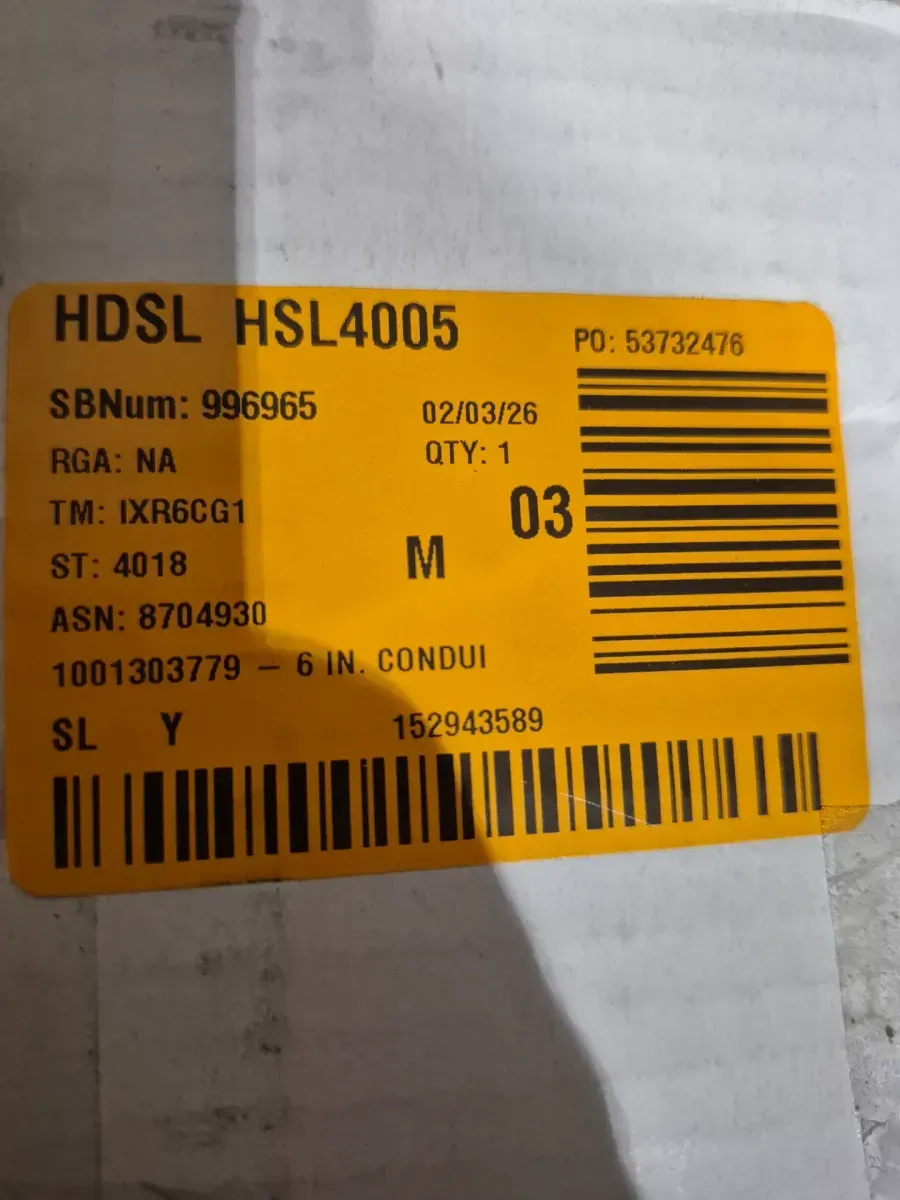 HDSL HSL4005
PO: 53732476
SBNum: 996965
02/03/26
RGA: NA
QTY: 1
TM: IXR6CG1
03
ST: 4018
M
ASN: 8704930
1001303779 – 6 IN. CONDUI
SL Y
152943589